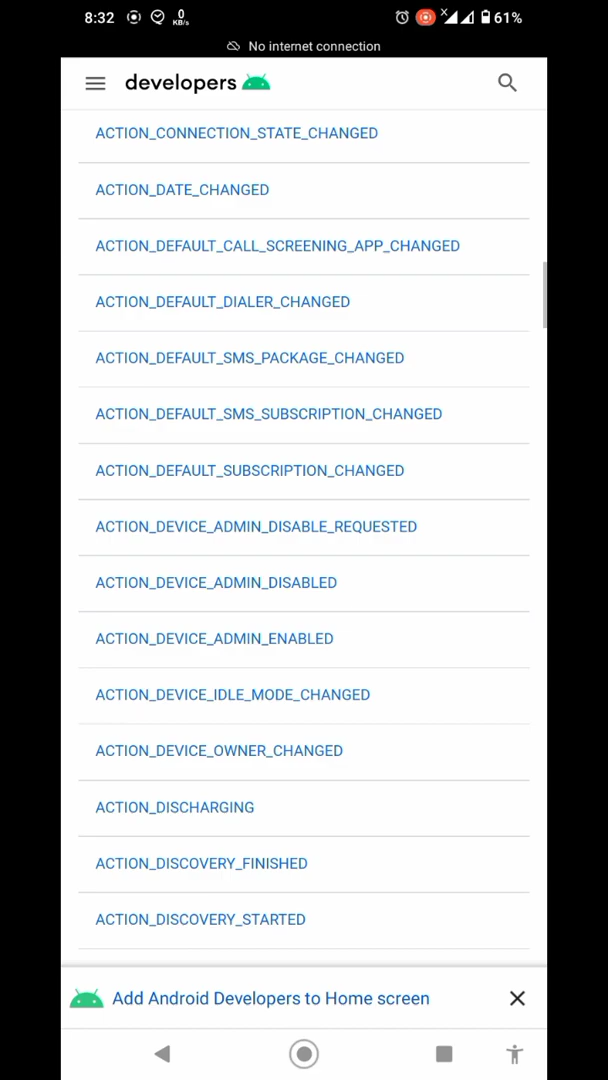 8:32
0
KB/s
X
61%
No internet connection
developers
ACTION_CONNECTION_STATE_CHANGED
ACTION_DATE_CHANGED
ACTION_DEFAULT_CALL_SCREENING_APP_CHANGED
ACTION_DEFAULT_DIALER_CHANGED
ACTION_DEFAULT_SMS_PACKAGE_CHANGED
ACTION_DEFAULT_SMS_SUBSCRIPTION_CHANGED
ACTION_DEFAULT_SUBSCRIPTION_CHANGED
ACTION_DEVICE_ADMIN_DISABLE_REQUESTED
ACTION_DEVICE_ADMIN_DISABLED
ACTION_DEVICE_ADMIN_ENABLED
ACTION_DEVICE_IDLE_MODE_CHANGED
ACTION_DEVICE_OWNER_CHANGED
ACTION_DISCHARGING
ACTION_DISCOVERY_FINISHED
ACTION_DISCOVERY_STARTED
Add Android Developers to Home screen